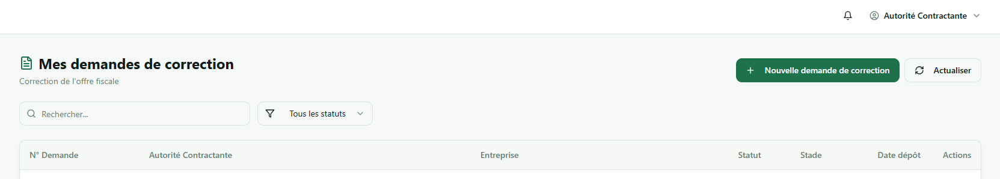 Autorité Contractante
Mes demandes de correction
Correction de l'offre fiscale
Nouvelle demande de correction
Actualiser
Rechercher...
Tous les statuts
N° Demande Autorité Contractante Entreprise Statut Stade Date dépôt Actions